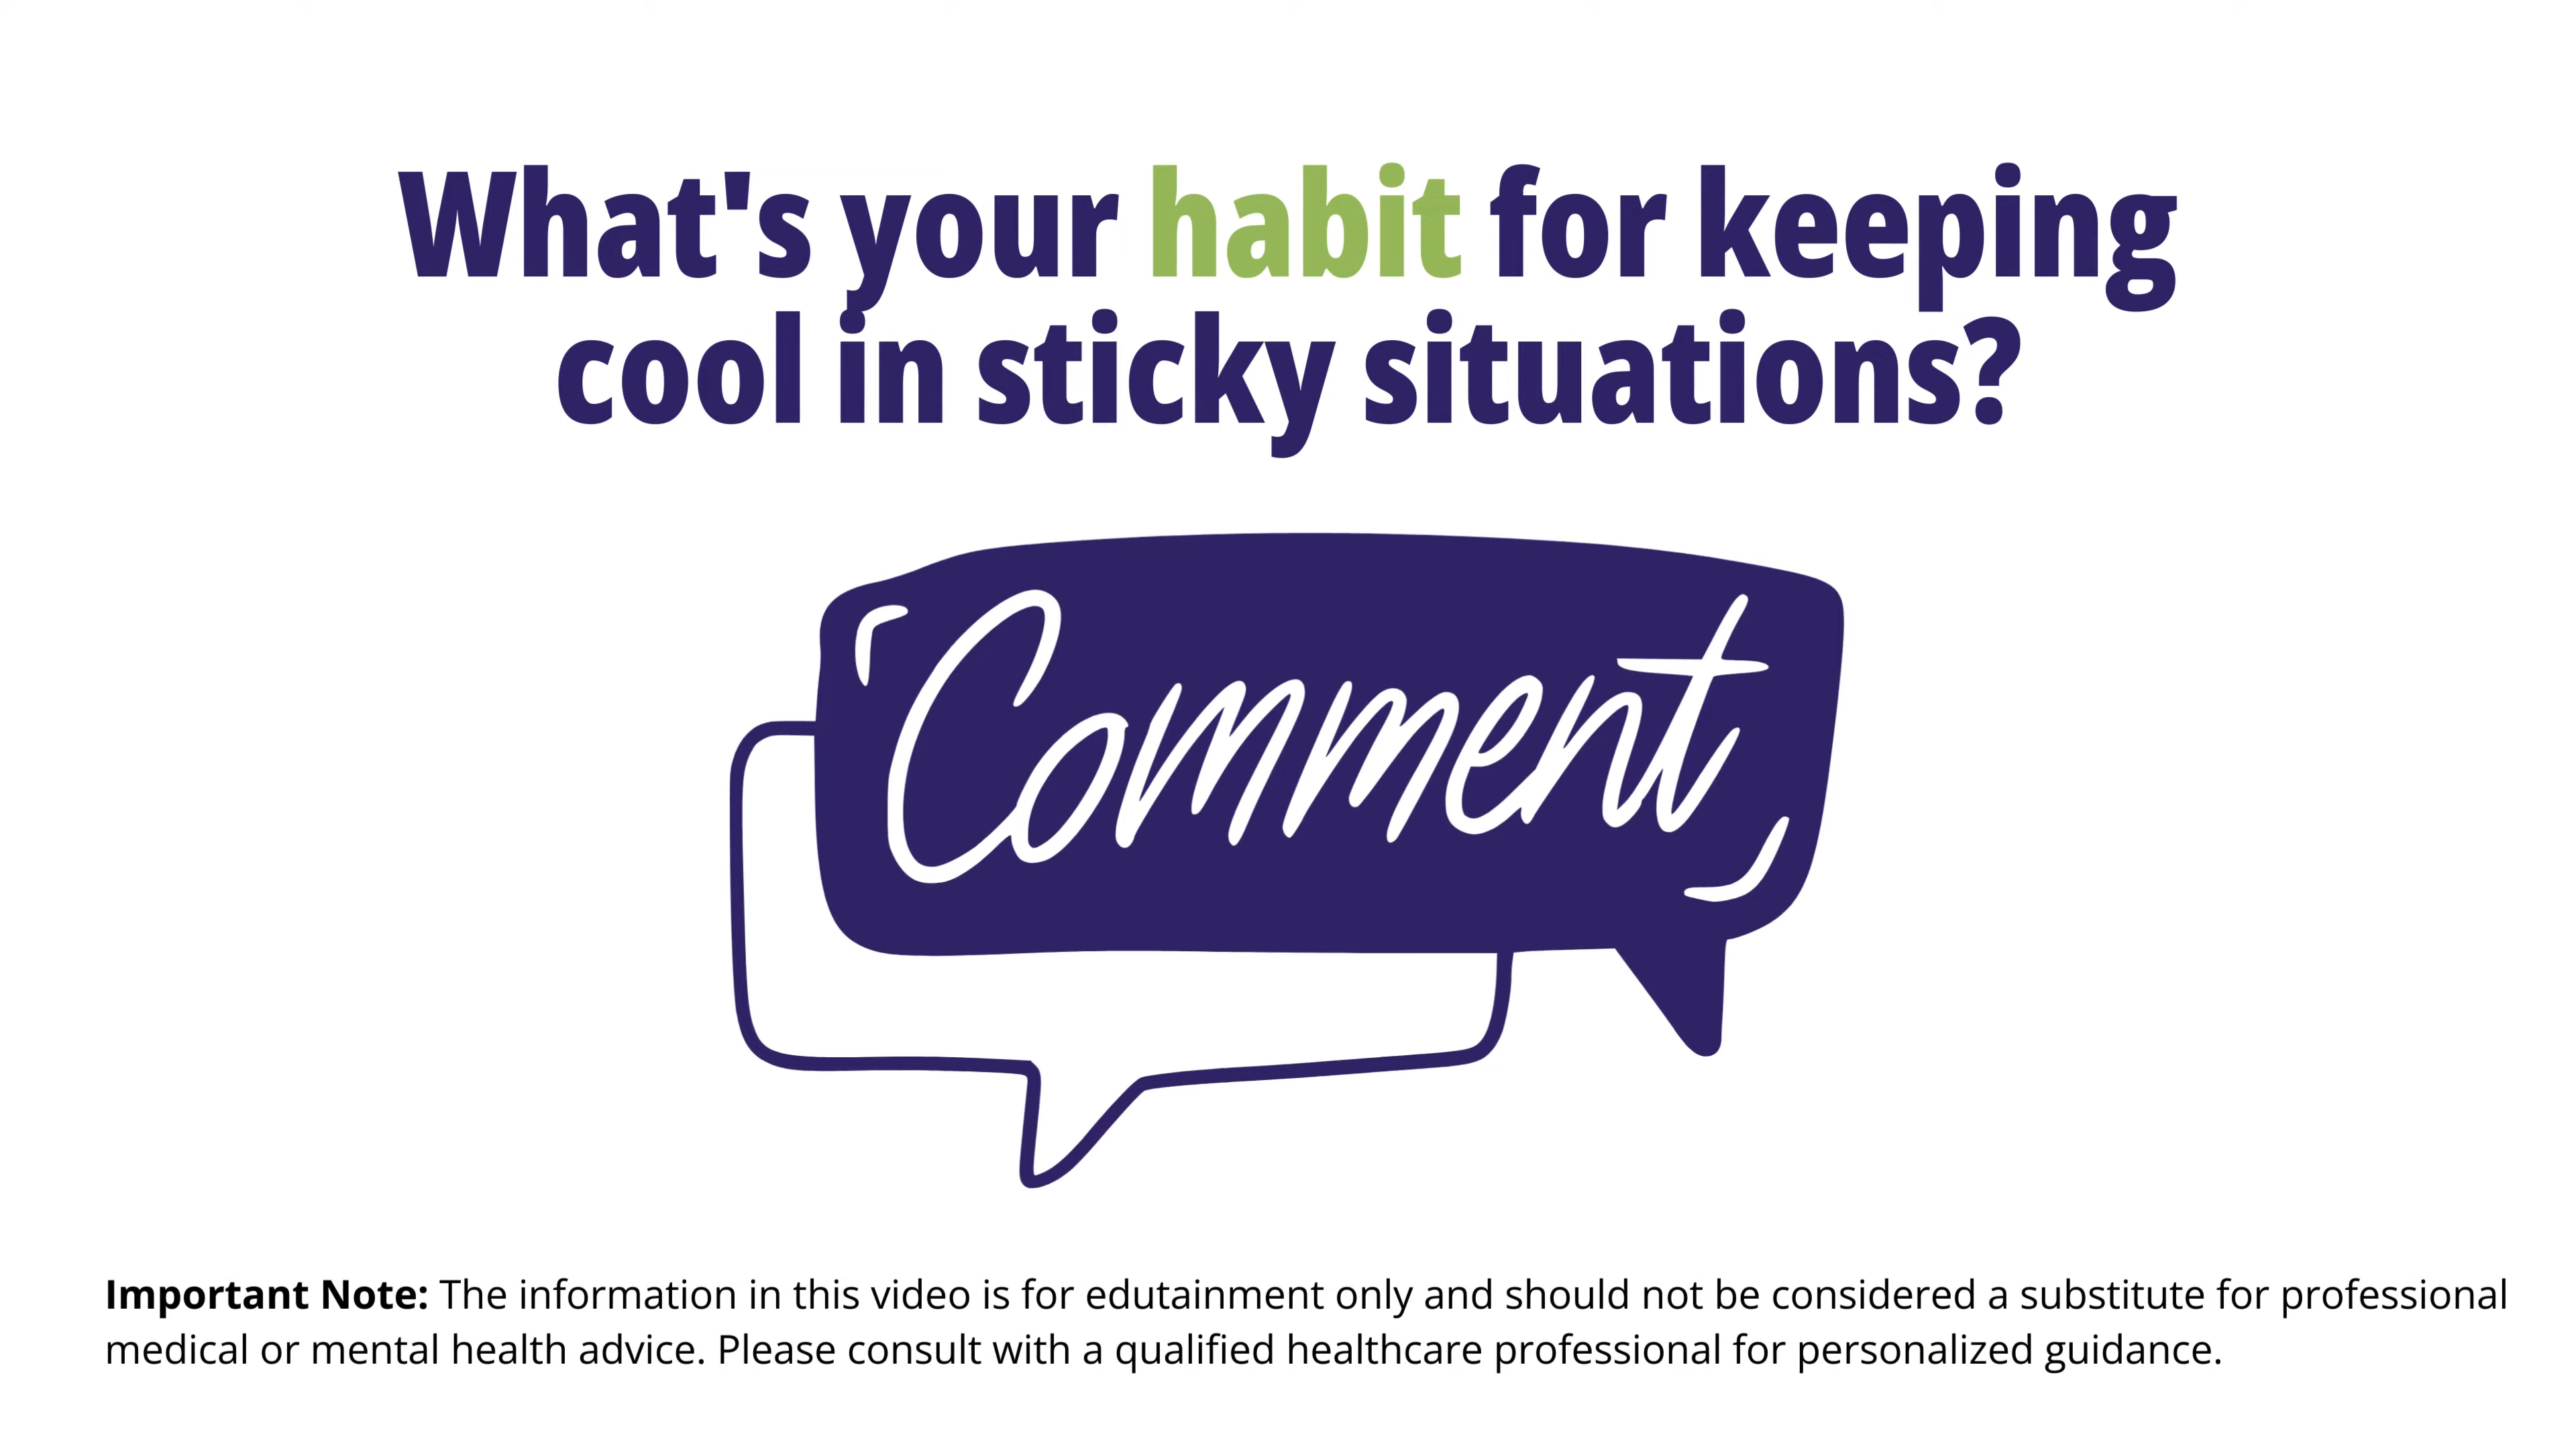 What's your habit for keeping
cool in sticky situations?
Comment
Important Note: The information in this video is for edutainment only and should not be considered a substitute for professional
medical or mental health advice. Please consult with a qualified healthcare professional for personalized guidance.